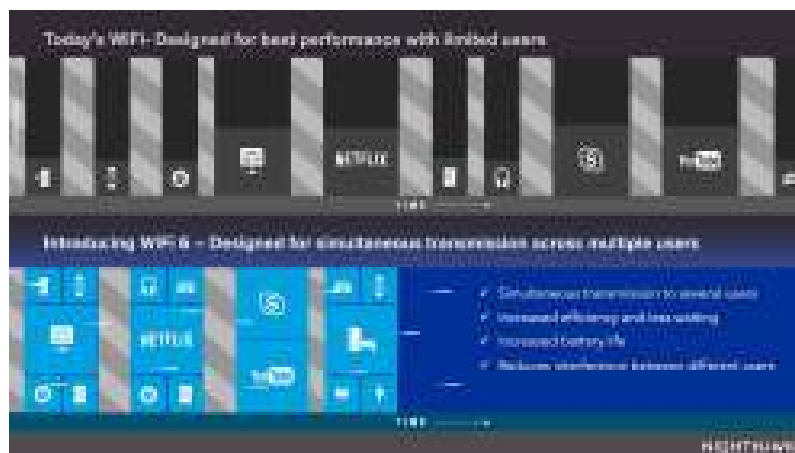 Today's WiFi- Designed for best performance with limited users
NETFLIX
YouTube
TIME
Introducing WiFi 6 – Designed for simultaneous transmission across multiple users
✓ Simultaneous transmission to several users
✓ Increased efficiency and less waiting
✓ Increased battery life
✓ Reduces interference between different users
NETFLIX
YouTube
TIME
NIGHTHAWK